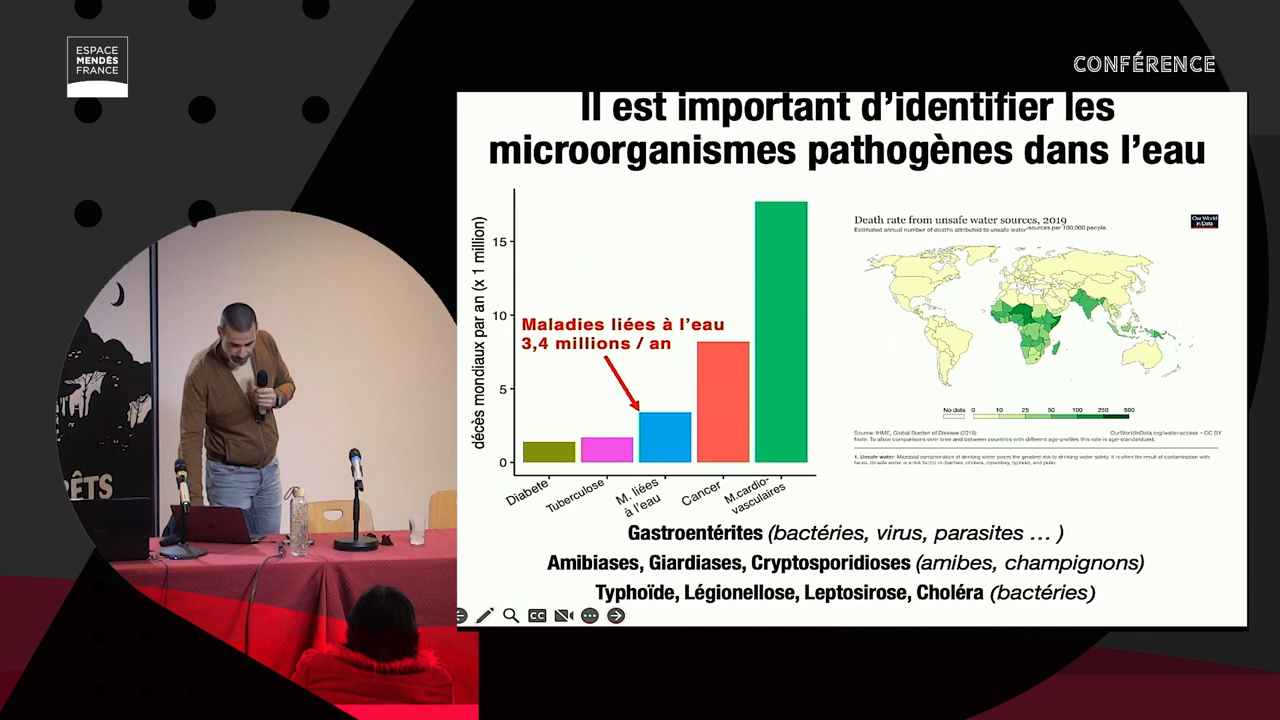 ESPACE
MENDÈS
FRANCE
CONFÉRENCE
Il est important d'identifier les
microorganismes pathogènes dans l'eau
décès mondiaux par an (x 1 million)
15
10
5
0
Maladies liées à l'eau
3,4 millions / an
Diabete
Tuberculose
M. liées
à l'eau
Cancer
M.cardio-
vasculaires
Death rate from unsafe water sources, 2019
Estimated annual number of deaths attributed to unsafe water sources per 100,000 people.
Our World
in Data
No data
0
10
25
50
100
250
500
Source: IHME, Global Burden of Disease (2019)
OurWorldInData.org/water-access • CC BY
Note: To allow comparisons over time and between countries with different age-profiles this rate is age-standardized.
1. Unsafe water: Microbial contamination of drinking-water poses the greatest risk to drinking-water safety. It is often the result of contamination with
feces. Unsafe water is a risk factor in diarrhea, cholera, dysentery, typhoid, and polio.
Gastroentérites (bactéries, virus, parasites … )
Amibiases, Giardiases, Cryptosporidioses (amibes, champignons)
Typhoïde, Légionellose, Leptosirose, Choléra (bactéries)
CC
RÊTS